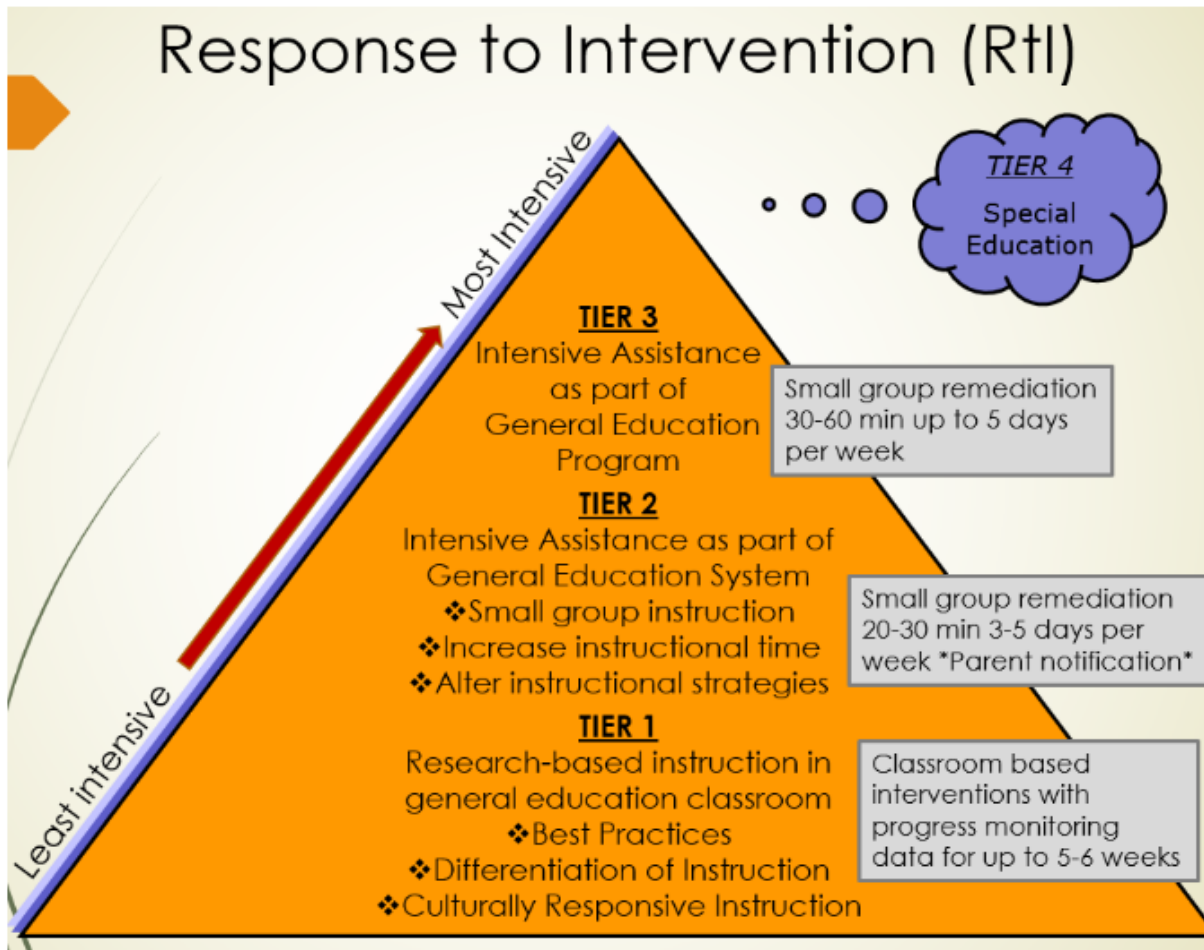 Response to Intervention (RtI)
Least intensive
Most Intensive
TIER 4
Special
Education
TIER 3
Intensive Assistance
as part of
General Education
Program
Small group remediation
30-60 min up to 5 days
per week
TIER 2
Intensive Assistance as part of
General Education System
❖Small group instruction
❖Increase instructional time
❖Alter instructional strategies
Small group remediation
20-30 min 3-5 days per
week *Parent notification*
TIER 1
Research-based instruction in
general education classroom
❖Best Practices
❖Differentiation of Instruction
❖Culturally Responsive Instruction
Classroom based
interventions with
progress monitoring
data for up to 5-6 weeks